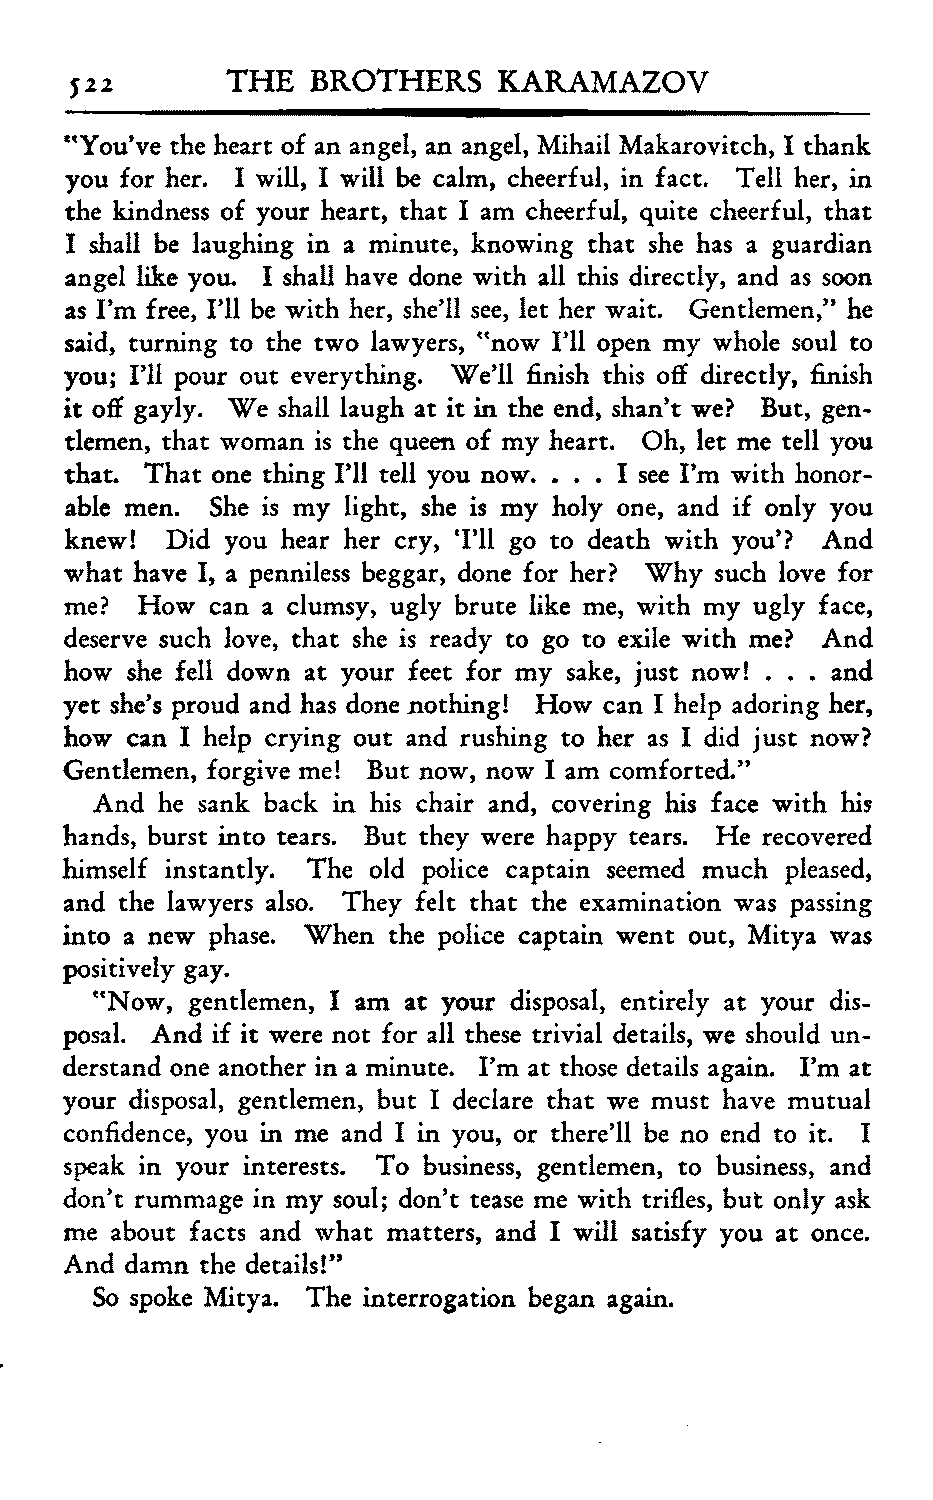 522 THE BROTHERS KARAMAZOV
"You've the heart of an angel, an angel, Mihail Makarovitch, I thank
you for her. I will, I will be calm, cheerful, in fact. Tell her, in
the kindness of your heart, that I am cheerful, quite cheerful, that
I shall be laughing in a minute, knowing that she has a guardian
angel like you. I shall have done with all this directly, and as soon
as I'm free, I'll be with her, she'll see, let her wait. Gentlemen," he
said, turning to the two lawyers, "now I'll open my whole soul to
you; I'll pour out everything. We'll finish this off directly, finish
it off gayly. We shall laugh at it in the end, shan't we? But, gen-
tlemen, that woman is the queen of my heart. Oh, let me tell you
that. That one thing I'll tell you now. . . . I see I'm with honor-
able men. She is my light, she is my holy one, and if only you
knew! Did you hear her cry, 'I'll go to death with you'? And
what have I, a penniless beggar, done for her? Why such love for
me? How can a clumsy, ugly brute like me, with my ugly face,
deserve such love, that she is ready to go to exile with me? And
how she fell down at your feet for my sake, just now! . . . and
yet she's proud and has done nothing! How can I help adoring her,
how can I help crying out and rushing to her as I did just now?
Gentlemen, forgive me! But now, now I am comforted."
And he sank back in his chair and, covering his face with his
hands, burst into tears. But they were happy tears. He recovered
himself instantly. The old police captain seemed much pleased,
and the lawyers also. They felt that the examination was passing
into a new phase. When the police captain went out, Mitya was
positively gay.
"Now, gentlemen, I am at your disposal, entirely at your dis-
posal. And if it were not for all these trivial details, we should un-
derstand one another in a minute. I'm at those details again. I'm at
your disposal, gentlemen, but I declare that we must have mutual
confidence, you in me and I in you, or there'll be no end to it. I
speak in your interests. To business, gentlemen, to business, and
don't rummage in my soul; don't tease me with trifles, but only ask
me about facts and what matters, and I will satisfy you at once.
And damn the details!"
So spoke Mitya. The interrogation began again.